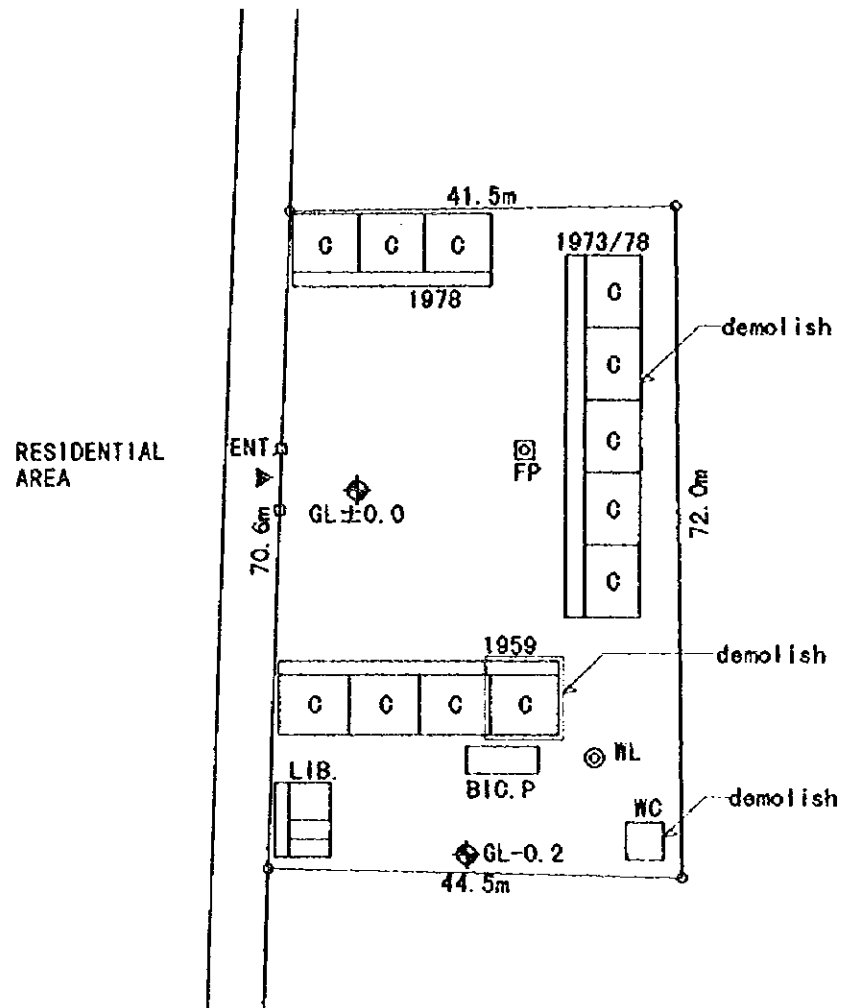 41.5m
C C C
1978
1973/78
C
C
C
C
C
demolish
RESIDENTIAL
AREA
ENT.
FP
GL±0.0
70.6m
72.0m
1959
C C C C
demolish
WL
BIC.P
LIB.
WC
demolish
GL-0.2
44.5m